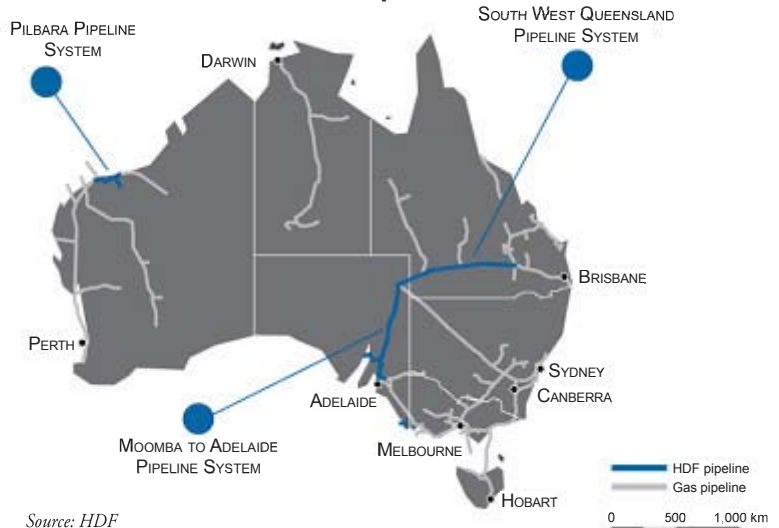 SOUTH WEST QUEENSLAND
PIPELINE SYSTEM
PILBARA PIPELINE
SYSTEM
DARWIN
BRISBANE
PERTH
SYDNEY
CANBERRA
ADELAIDE
MELBOURNE
MOOMBA TO ADELAIDE
PIPELINE SYSTEM
HOBART
HDF pipeline
Gas pipeline
0 500 1,000 km
Source: HDF